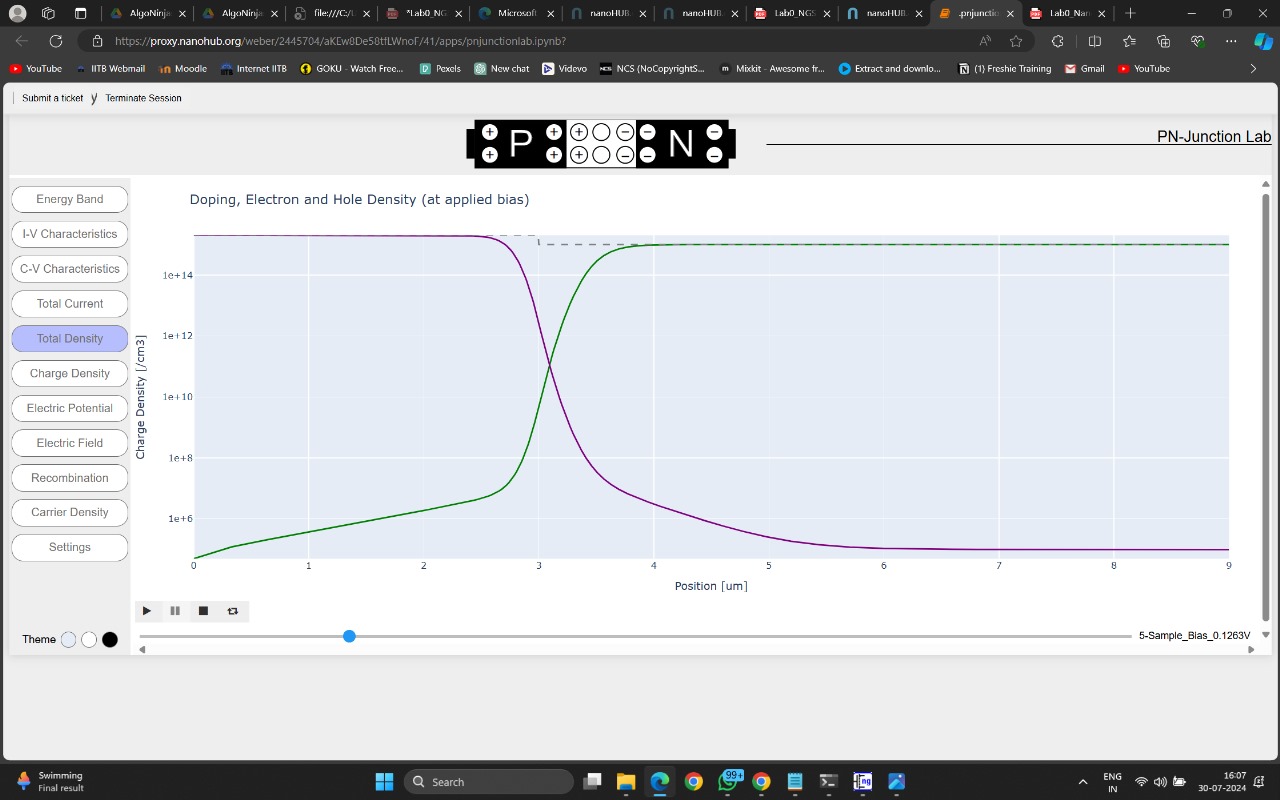 AlgoNinja
AlgoNinja
file:///C:/L
*Lab0_NG
Microsoft
nanoHUB.
nanoHUB.
Lab0_NGS
nanoHUB
.pnjunctio
Lab0_Nan
https://proxy.nanohub.org/weber/2445704/aKEw8De58tfLWnoF/41/apps/pnjunctionlab.ipynb?
YouTube
IITB Webmail
Moodle
Internet IITB
GOKU - Watch Free...
Pexels
New chat
Videvo
NCS (NoCopyrightS...
Mixkit - Awesome fr...
Extract and downlo...
(1) Freshie Training
Gmail
YouTube
Submit a ticket
Terminate Session
P N
PN-Junction Lab
Energy Band
I-V Characteristics
C-V Characteristics
Total Current
Total Density
Charge Density
Electric Potential
Electric Field
Recombination
Carrier Density
Settings
Theme
Doping, Electron and Hole Density (at applied bias)
Charge Density [/cm3]
1e+14
1e+12
1e+10
1e+8
1e+6
0 1 2 3 4 5 6 7 8 9
Position [um]
5-Sample_Bias_0.1263V
Swimming
Final result
Search
99+
ENG
IN
16:07
30-07-2024